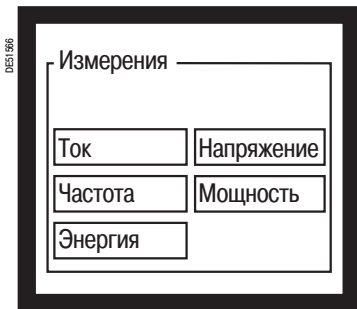 DE51566
Измерения
Ток
Напряжение
Частота
Мощность
Энергия